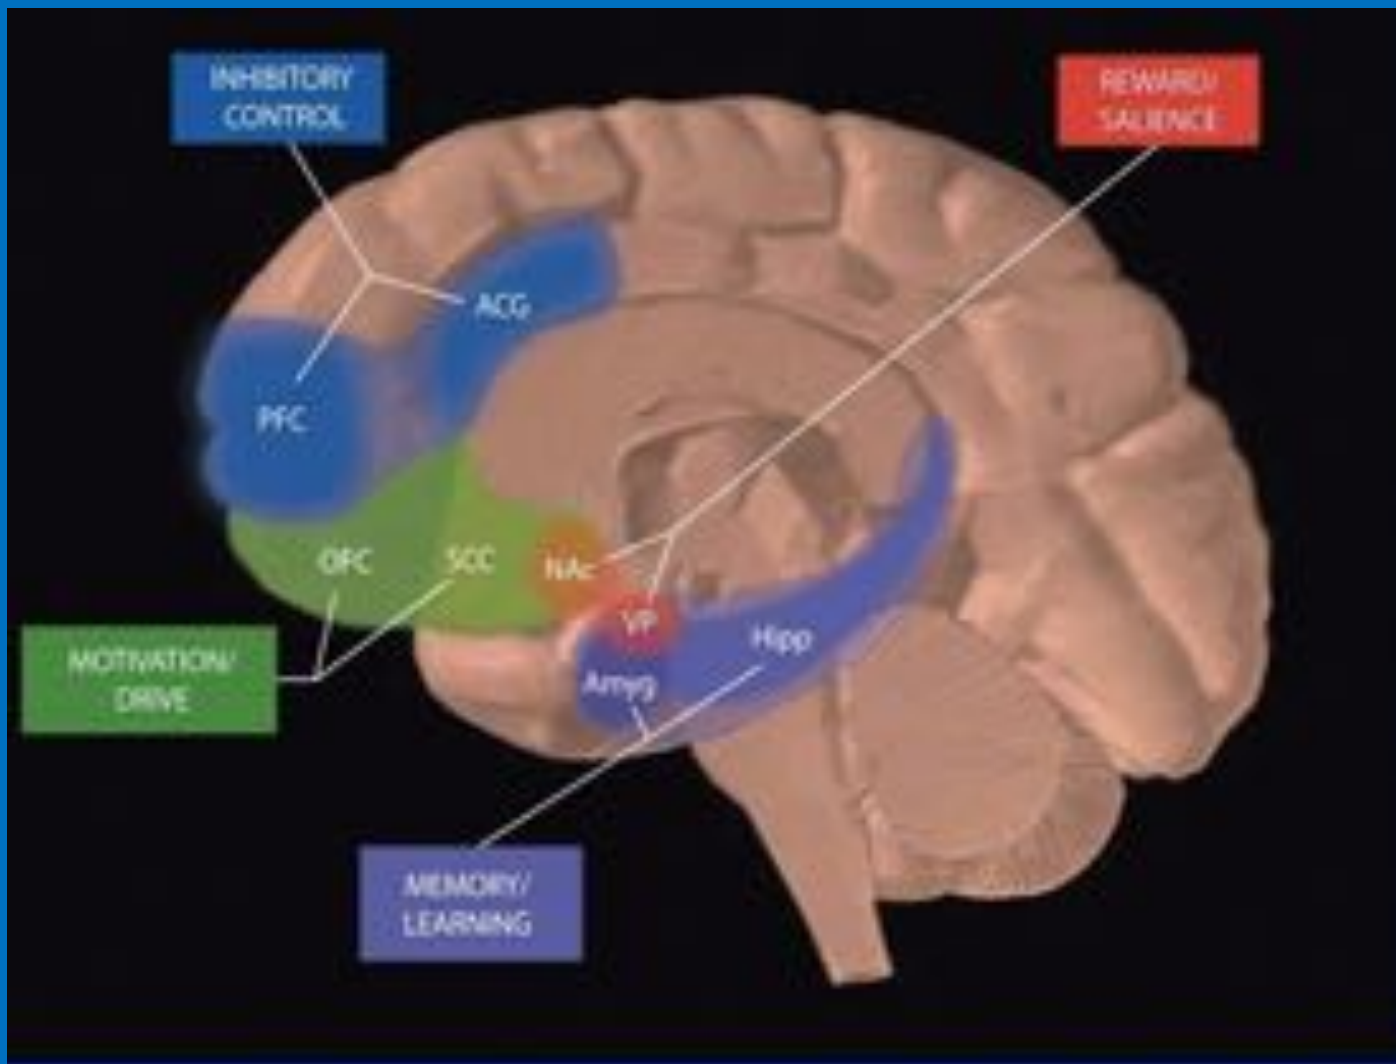 INHIBITORY
CONTROL
REWARD/
SALIENCE
ACG
PFC
OFC
SCC
NAc
VP
Hipp
Amyg
MOTIVATION/
DRIVE
MEMORY/
LEARNING